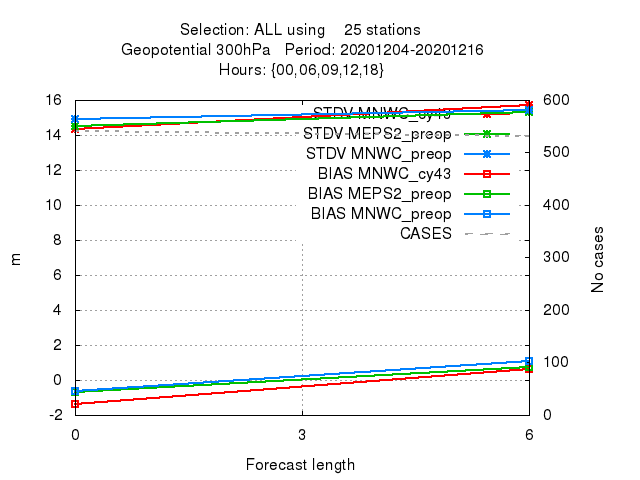 Selection: ALL using 25 stations
Geopotential 300hPa Period: 20201204-20201216
Hours: {00,06,09,12,18}
16 600
STDV MNWC_cy43
14 STDV MEPS2_preop
500
STDV MNWC_preop
12 BIAS MNWC_cy43
BIAS MEPS2_preop
10 400
BIAS MNWC_preop
8 CASES
m No cases
300
6
4 200
2
100
0
-2 0
0 3 6
Forecast length